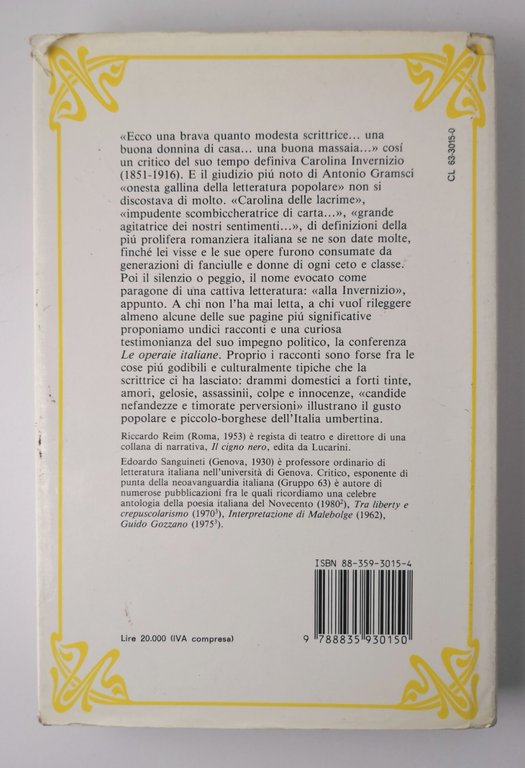 CL 63-3015-0
«Ecco una brava quanto modesta scrittrice... una
buona donnina di casa... una buona massaia...» cosí
un critico del suo tempo definiva Carolina Invernizio
(1851-1916). E il giudizio piú noto di Antonio Gramsci
«onesta gallina della letteratura popolare» non si
discostava di molto. «Carolina delle lacrime»,
«impudente scombiccheratrice di carta...», «grande
agitatrice dei nostri sentimenti...», di definizioni della
piú prolifera romanziera italiana se ne son date molte,
finché lei visse e le sue opere furono consumate da
generazioni di fanciulle e donne di ogni ceto e classe.
Poi il silenzio o peggio, il nome evocato come
paragone di una cattiva letteratura: «alla Invernizio»,
appunto. A chi non l'ha mai letta, a chi vuol rileggere
almeno alcune delle sue pagine piú significative
proponiamo undici racconti e una curiosa
testimonianza del suo impegno politico, la conferenza
Le operaie italiane. Proprio i racconti sono forse fra le
cose piú godibili e culturalmente tipiche che la
scrittrice ci ha lasciato: drammi domestici a forti tinte,
amori, gelosie, assassinii, colpe e innocenze, «candide
nefandezze e timorate perversioni» illustrano il gusto
popolare e piccolo-borghese dell'Italia umbertina.
Riccardo Reim (Roma, 1953) è regista di teatro e direttore di una
collana di narrativa, Il cigno nero, edita da Lucarini.
Edoardo Sanguineti (Genova, 1930) è professore ordinario di
letteratura italiana nell'università di Genova. Critico, esponente di
punta della neoavanguardia italiana (Gruppo 63) è autore di
numerose pubblicazioni fra le quali ricordiamo una celebre
antologia della poesia italiana del Novecento (1980²), Tra liberty e
crepuscolarismo (1970³), Interpretazione di Malebolge (1962),
Guido Gozzano (1975³).
ISBN 88-359-3015-4
9 788835 930150
Lire 20.000 (IVA compresa)